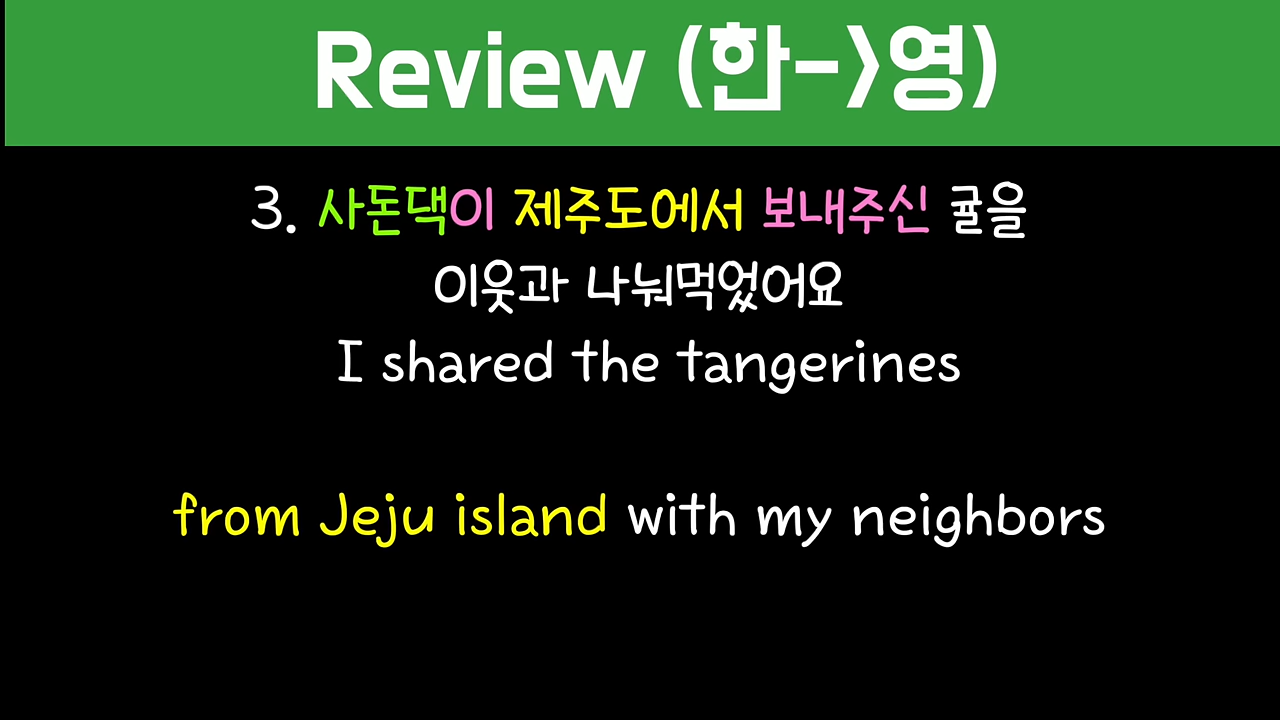 Review (한->영)
3. 사돈댁이 제주도에서 보내주신 귤을
이웃과 나눠먹었어요
I shared the tangerines
from Jeju island with my neighbors